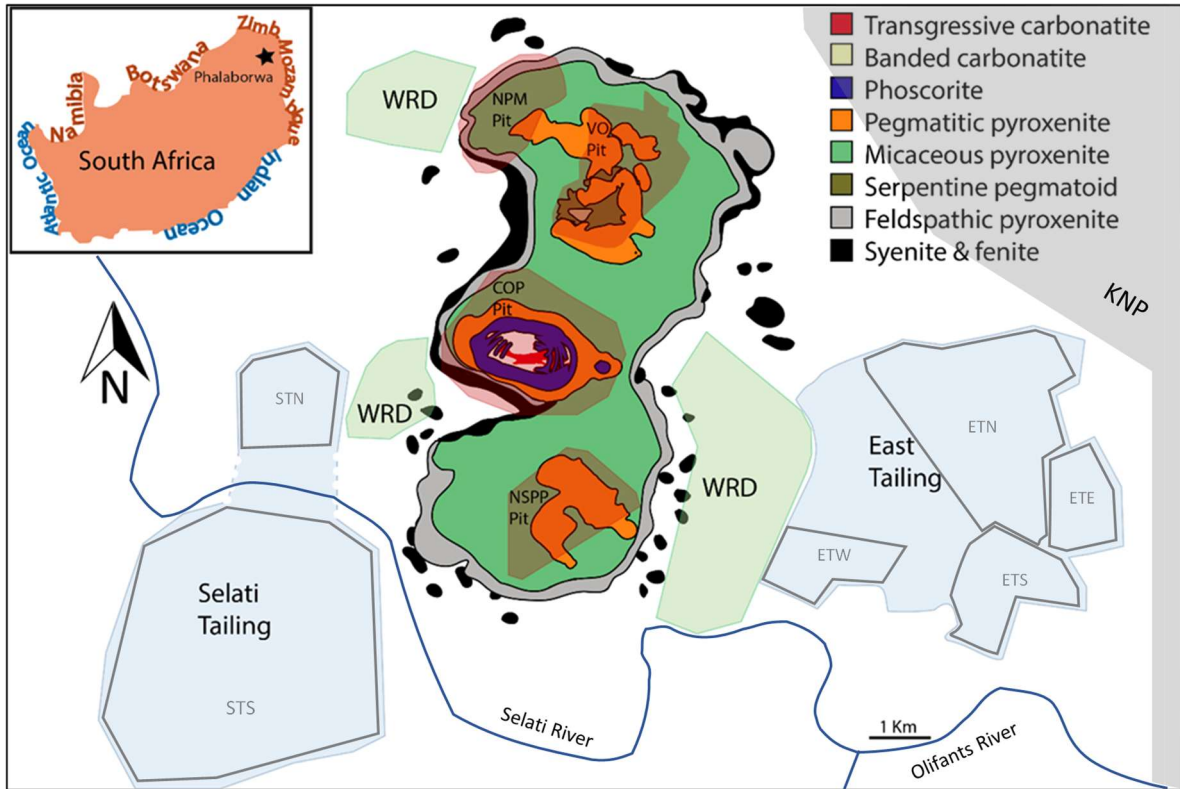 Zimb
Botswana
Mozambique
Namibia
Phalaborwa
South Africa
Atlantic Ocean
Indian Ocean
Transgressive carbonatite
Banded carbonatite
Phoscorite
Pegmatitic pyroxenite
Micaceous pyroxenite
Serpentine pegmatoid
Feldspathic pyroxenite
Syenite & fenite
KNP
WRD
NPM
Pit
VO
Pit
COP
Pit
N
STN
WRD
ETN
East
Tailing
WRD
NSPP
Pit
ETE
ETW
ETS
Selati
Tailing
STS
Selati River
1 Km
Olifants River